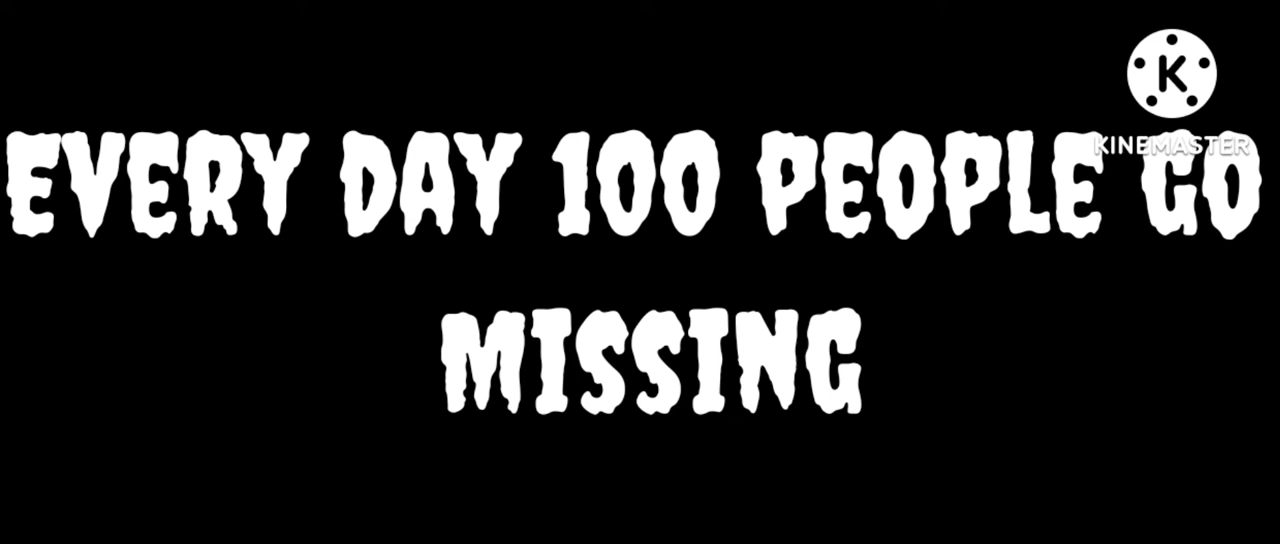 K
KINEMASTER
EVERY DAY 100 PEOPLE GO
MISSING